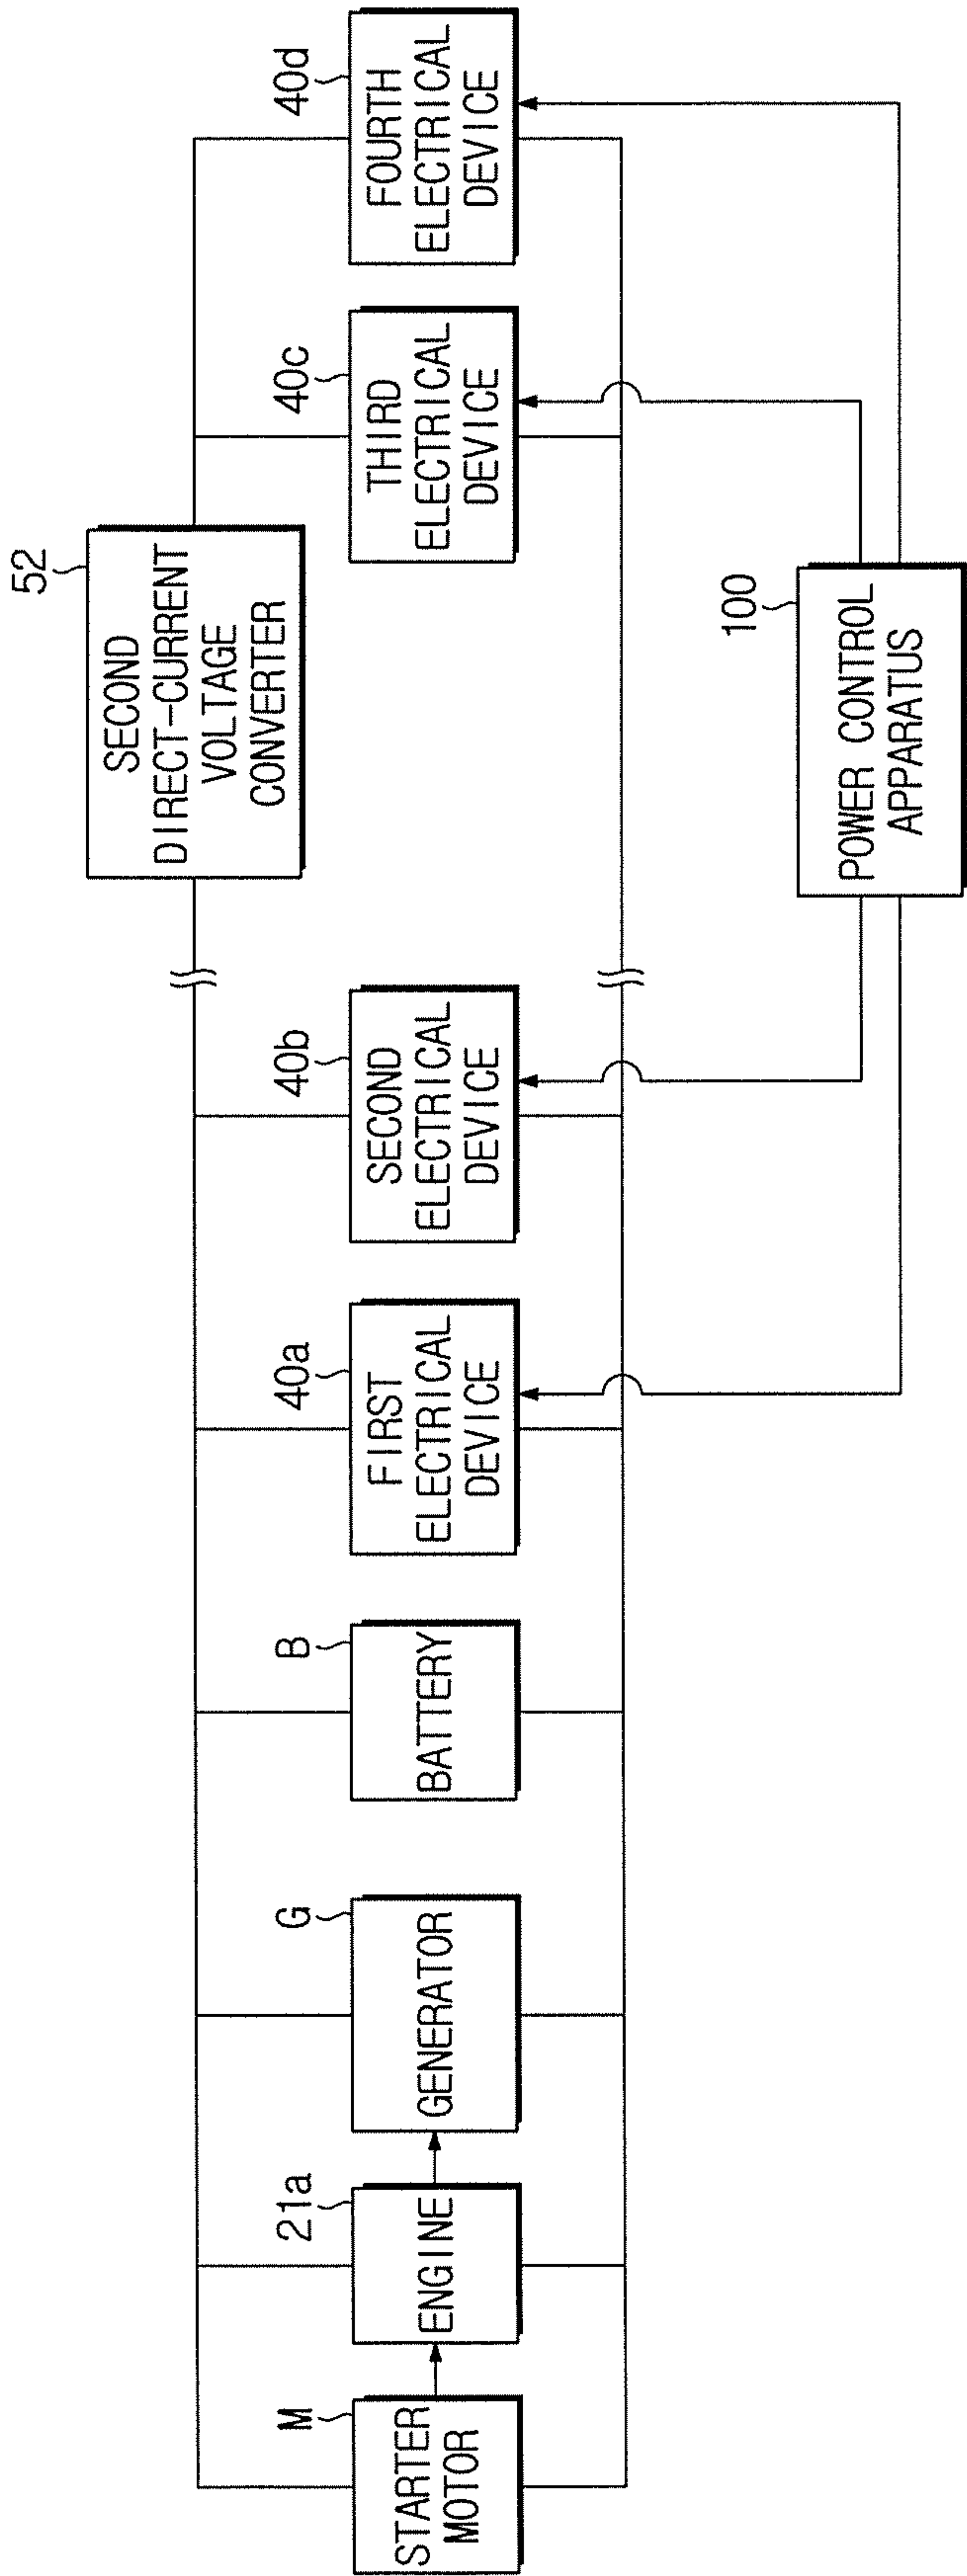 52
SECOND
DIRECT-CURRENT
VOLTAGE
CONVERTER
M
STARTER
MOTOR
21a
ENGINE
G
GENERATOR
B
BATTERY
40a
FIRST
ELECTRICAL
DEVICE
40b
SECOND
ELECTRICAL
DEVICE
40c
THIRD
ELECTRICAL
DEVICE
40d
FOURTH
ELECTRICAL
DEVICE
100
POWER CONTROL
APPARATUS